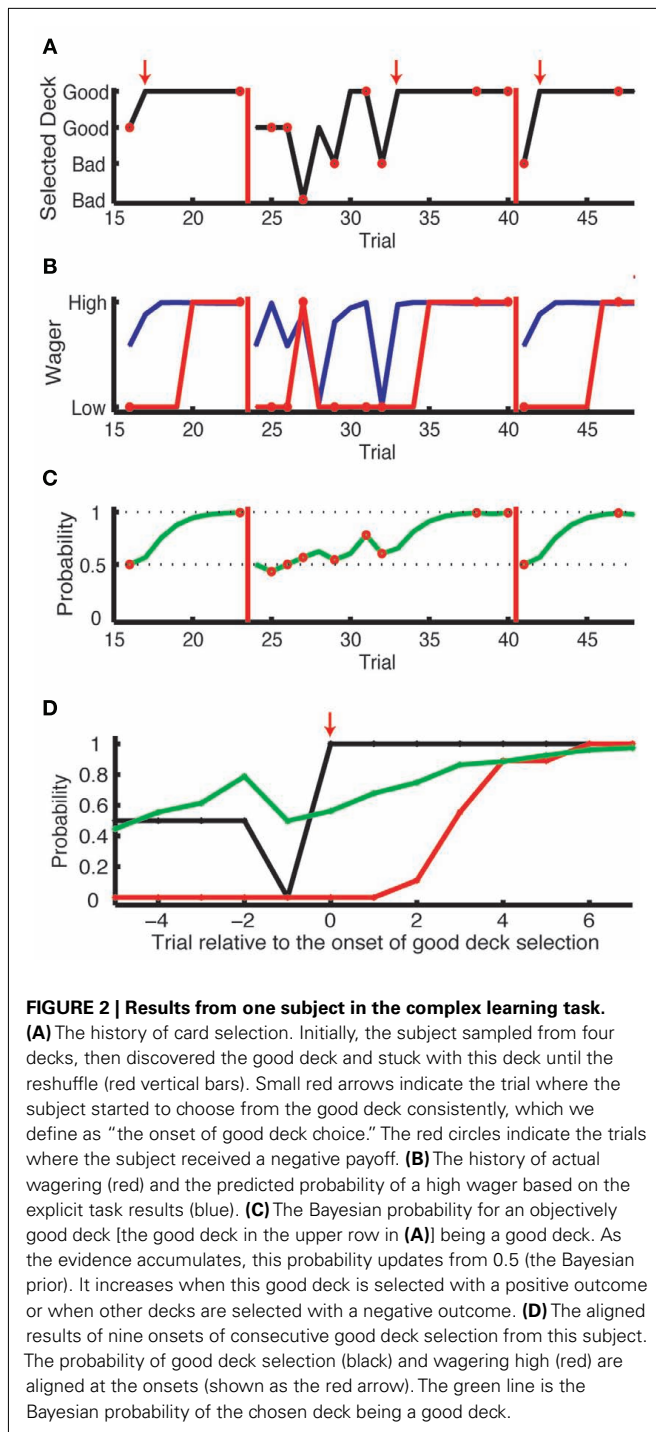 A
Selected Deck
Good
Good
Bad
Bad
15 20 25 30 35 40 45
Trial
B
Wager
High
Low
15 20 25 30 35 40 45
C
Probability
1
0.5
0
15 20 25 30 35 40 45
Trial
D
Probability
1
0.8
0.6
0.4
0.2
0
−4 −2 0 2 4 6
Trial relative to the onset of good deck selection
FIGURE 2 | Results from one subject in the complex learning task.
(A) The history of card selection. Initially, the subject sampled from four
decks, then discovered the good deck and stuck with this deck until the
reshuffle (red vertical bars). Small red arrows indicate the trial where the
subject started to choose from the good deck consistently, which we
define as “the onset of good deck choice.” The red circles indicate the trials
where the subject received a negative payoff. (B) The history of actual
wagering (red) and the predicted probability of a high wager based on the
explicit task results (blue). (C) The Bayesian probability for an objectively
good deck [the good deck in the upper row in (A)] being a good deck. As
the evidence accumulates, this probability updates from 0.5 (the Bayesian
prior). It increases when this good deck is selected with a positive outcome
or when other decks are selected with a negative outcome. (D) The aligned
results of nine onsets of consecutive good deck selection from this subject.
The probability of good deck selection (black) and wagering high (red) are
aligned at the onsets (shown as the red arrow). The green line is the
Bayesian probability of the chosen deck being a good deck.